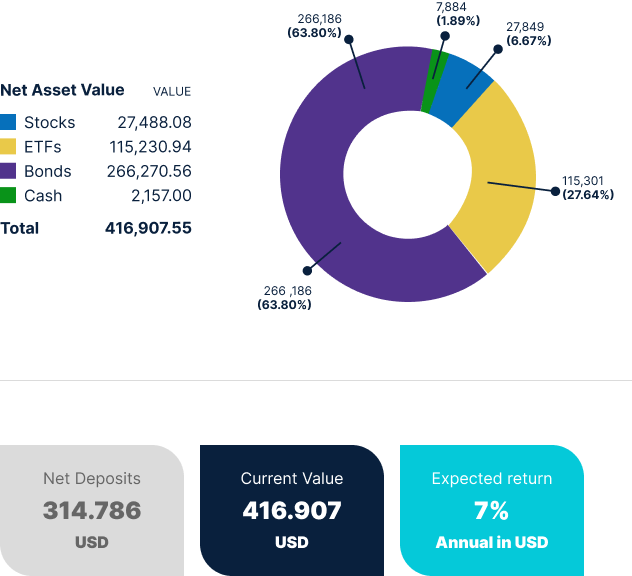 266,186
(63.80%)
7,884
(1.89%)
27,849
(6.67%)
Net Asset Value VALUE
Stocks 27,488.08
ETFs 115,230.94
Bonds 266,270.56
Cash 2,157.00
Total 416,907.55
115,301
(27.64%)
266 ,186
(63.80%)
Net Deposits
314.786
USD
Current Value
416.907
USD
Expected return
7%
Annual in USD